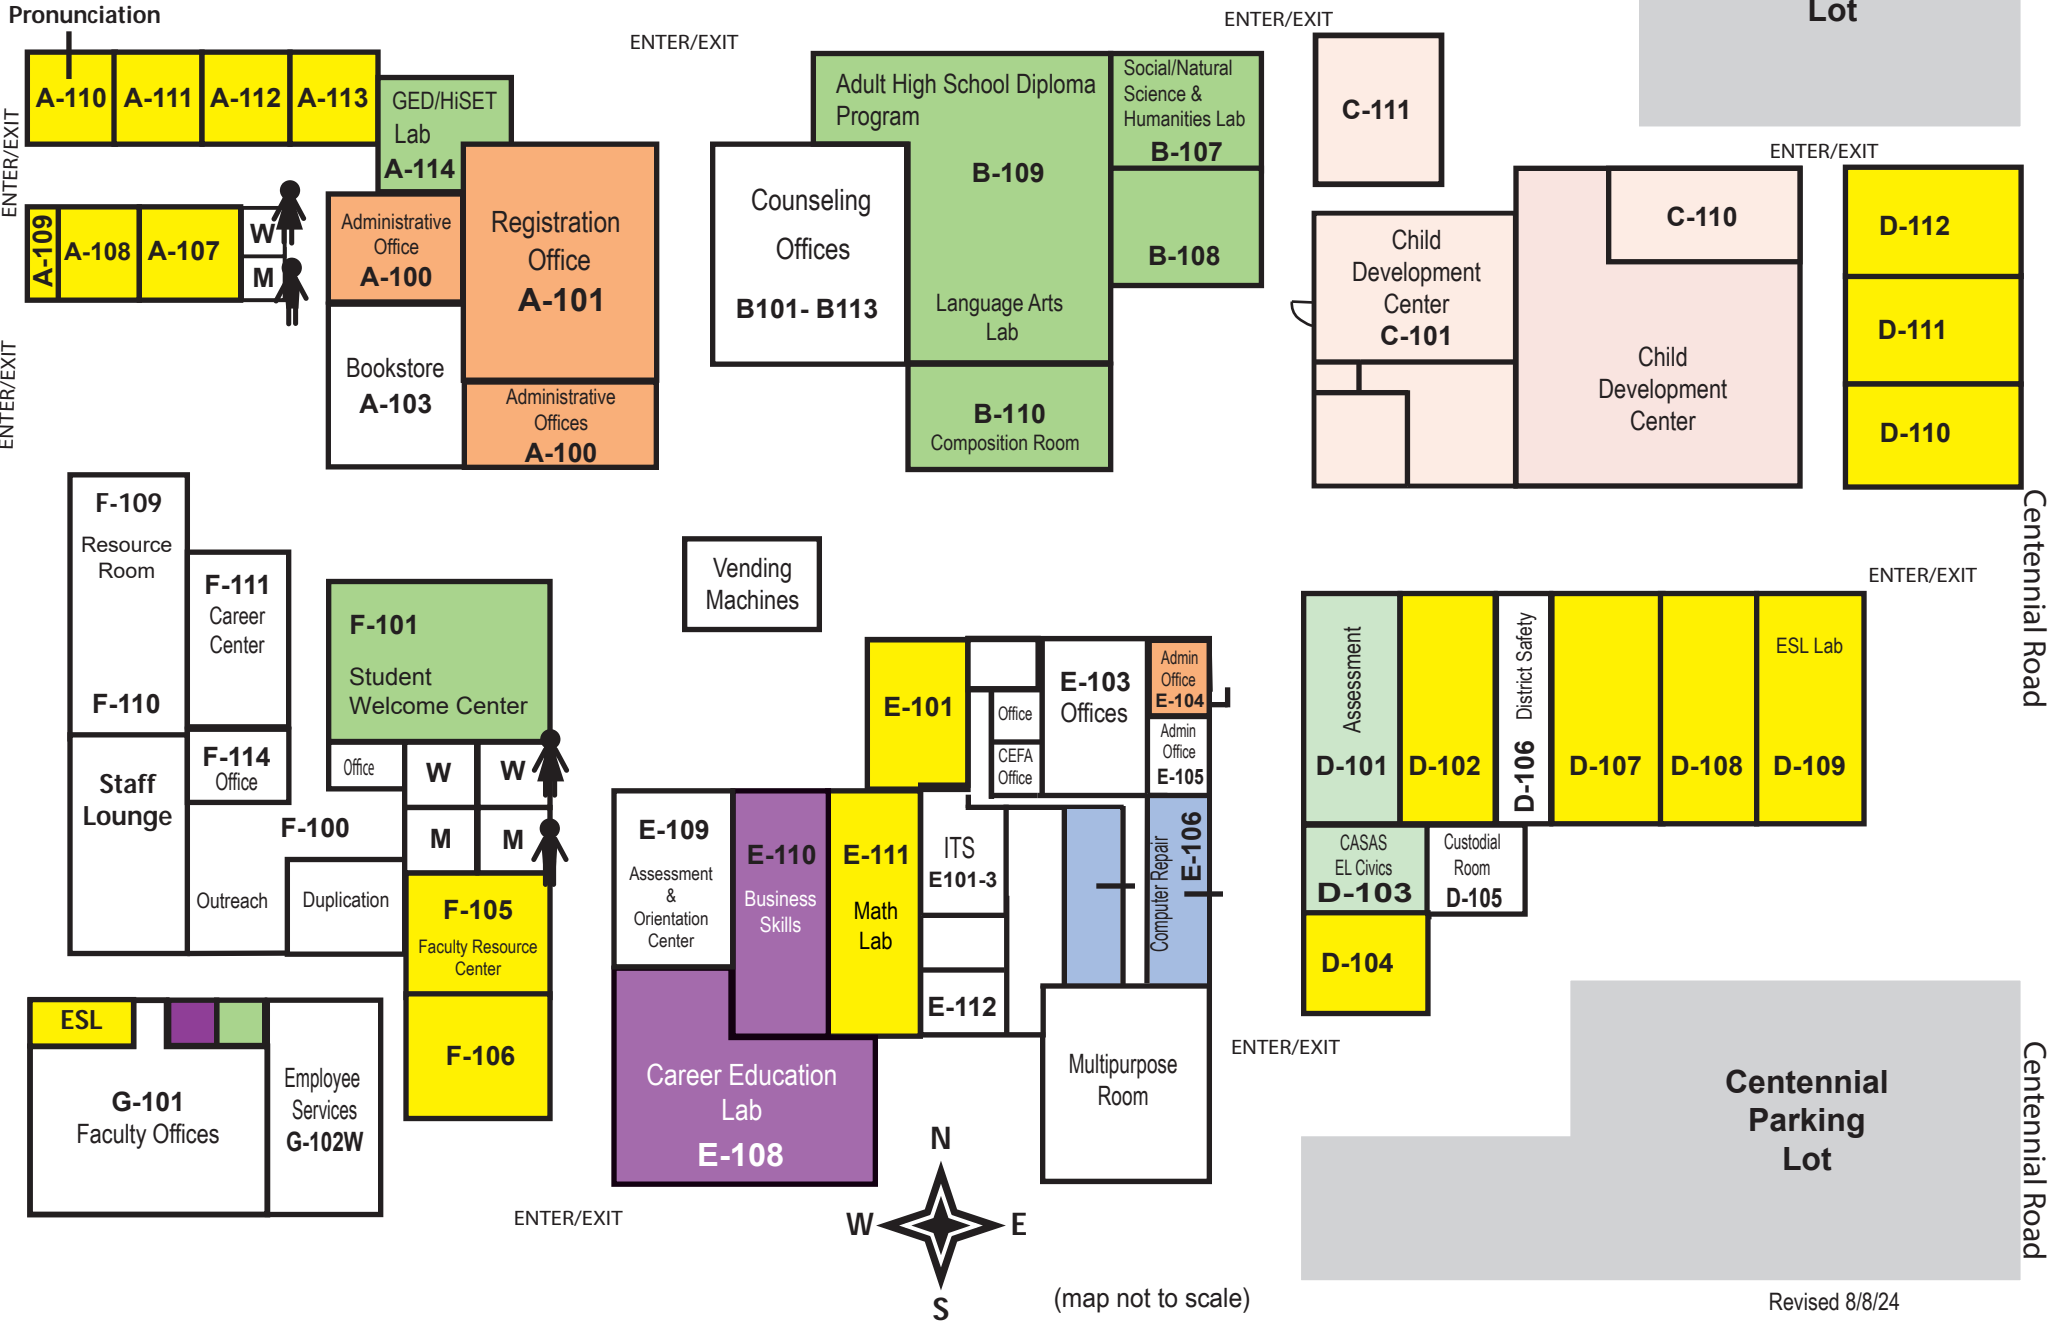 Pronunciation
ENTER/EXIT
ENTER/EXIT
Lot
A-110
A-111
A-112
A-113
GED/HiSET
Lab
A-114
ENTER/EXIT
A-109
A-108
A-107
W
M
Administrative
Office
A-100
Registration
Office
A-101
Bookstore
A-103
Administrative
Offices
A-100
ENTER/EXIT
Adult High School Diploma
Program
B-109
Language Arts
Lab
Social/Natural
Science &
Humanities Lab
B-107
B-108
Counseling
Offices
B101- B113
B-110
Composition Room
C-111
ENTER/EXIT
C-110
Child
Development
Center
C-101
Child
Development
Center
D-112
D-111
D-110
Centennial Road
F-109
Resource
Room
F-110
F-111
Career
Center
F-114
Office
Staff
Lounge
F-100
Outreach
Duplication
F-101
Student
Welcome Center
Office
W
W
M
M
F-105
Faculty Resource
Center
F-106
Vending
Machines
ENTER/EXIT
E-101
Office
CEFA
Office
E-103
Offices
Admin
Office
E-104
Admin
Office
E-105
E-109
Assessment
&
Orientation
Center
E-110
Business
Skills
E-111
Math
Lab
ITS
E101-3
E-112
Computer Repair
E-106
Career Education
Lab
E-108
Multipurpose
Room
Assessment
D-101
D-102
District Safety
D-106
D-107
D-108
ESL Lab
D-109
CASAS
EL Civics
D-103
Custodial
Room
D-105
D-104
ENTER/EXIT
ESL
G-101
Faculty Offices
Employee
Services
G-102W
ENTER/EXIT
N
W
E
S
(map not to scale)
Centennial
Parking
Lot
Centennial Road
Revised 8/8/24